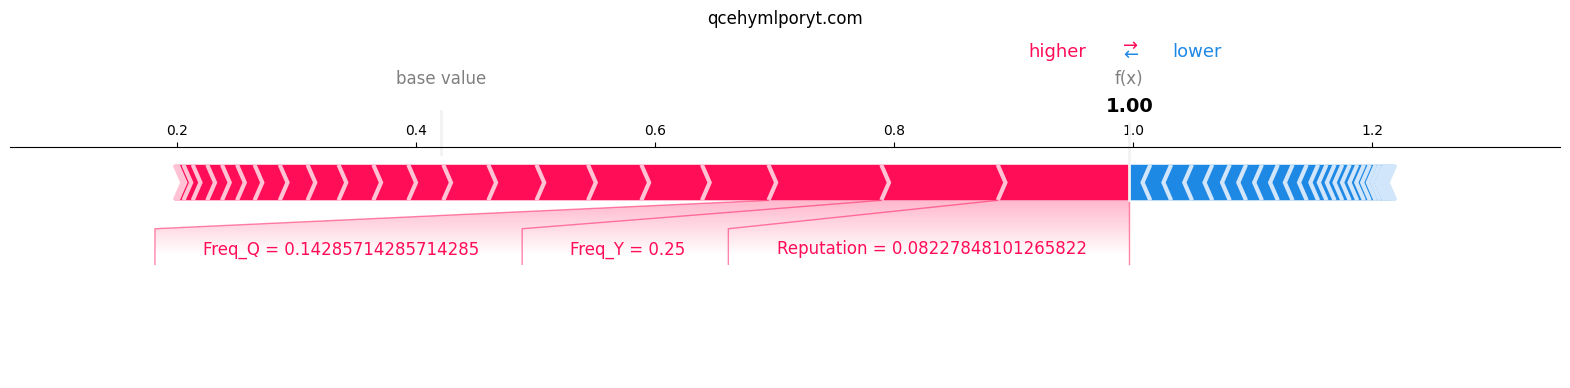 qcehymlporyt.com
higher → ← lower
base value f(x)
1.00
0.2 0.4 0.6 0.8 1.0 1.2
Freq_Q = 0.14285714285714285 Freq_Y = 0.25 Reputation = 0.08227848101265822